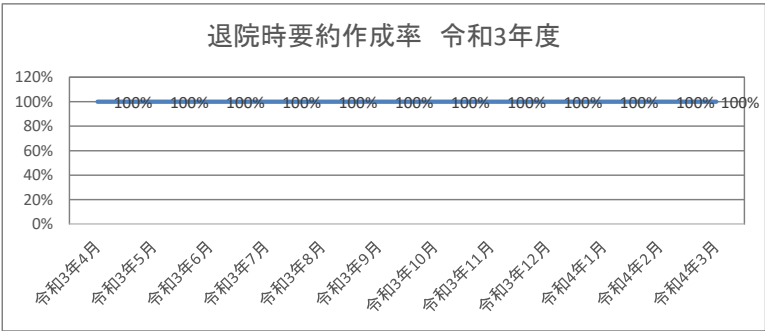 退院時要約作成率 令和3年度
120%
100%
80%
60%
40%
20%
0%
100% 100% 100% 100% 100% 100% 100% 100% 100% 100% 100% 100%
令和3年4月
令和3年5月
令和3年6月
令和3年7月
令和3年8月
令和3年9月
令和3年10月
令和3年11月
令和3年12月
令和4年1月
令和4年2月
令和4年3月